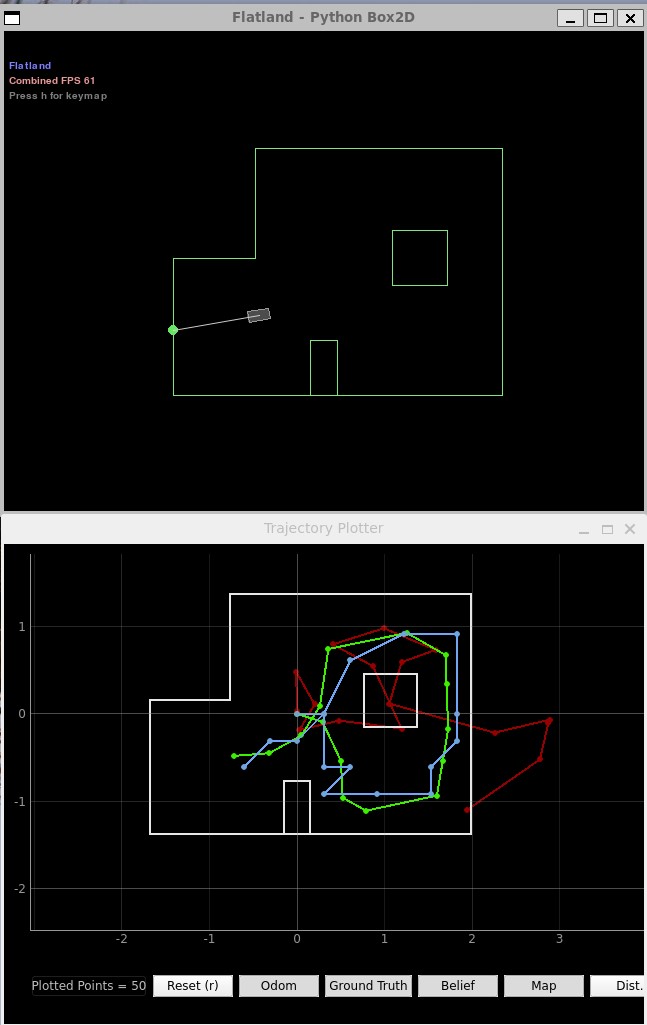 Flatland - Python Box2D
Flatland
Combined FPS 61
Press h for keymap
Trajectory Plotter
1
0
-1
-2
-2 -1 0 1 2 3
Plotted Points = 50 Reset (r) Odom Ground Truth Belief Map Dist.